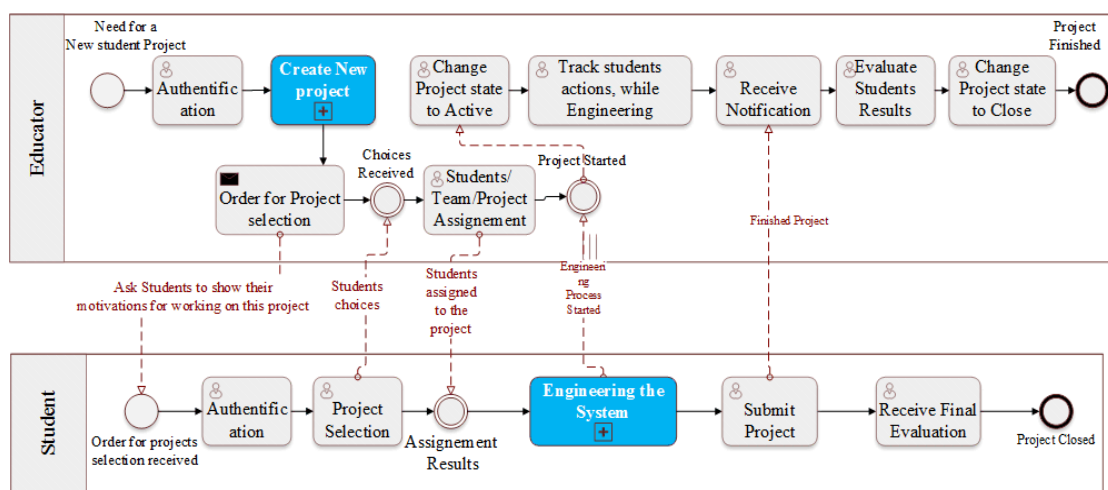 Educator
Need for a
New student Project
Authentific
ation
Create New
project
Change
Project state
to Active
Track students
actions, while
Engineering
Receive
Notification
Evaluate
Students
Results
Change
Project state
to Close
Project
Finished
Order for Project
selection
Choices
Received
Students/
Team/Project
Assignement
Project Started
Finished Project
Ask Students to show their
motivations for working on this project
Students
choices
Students
assigned
to the
project
Engineeri
ng
Process
Started
Student
Order for projects
selection received
Authentific
ation
Project
Selection
Assignement
Results
Engineering the
System
Submit
Project
Receive Final
Evaluation
Project Closed